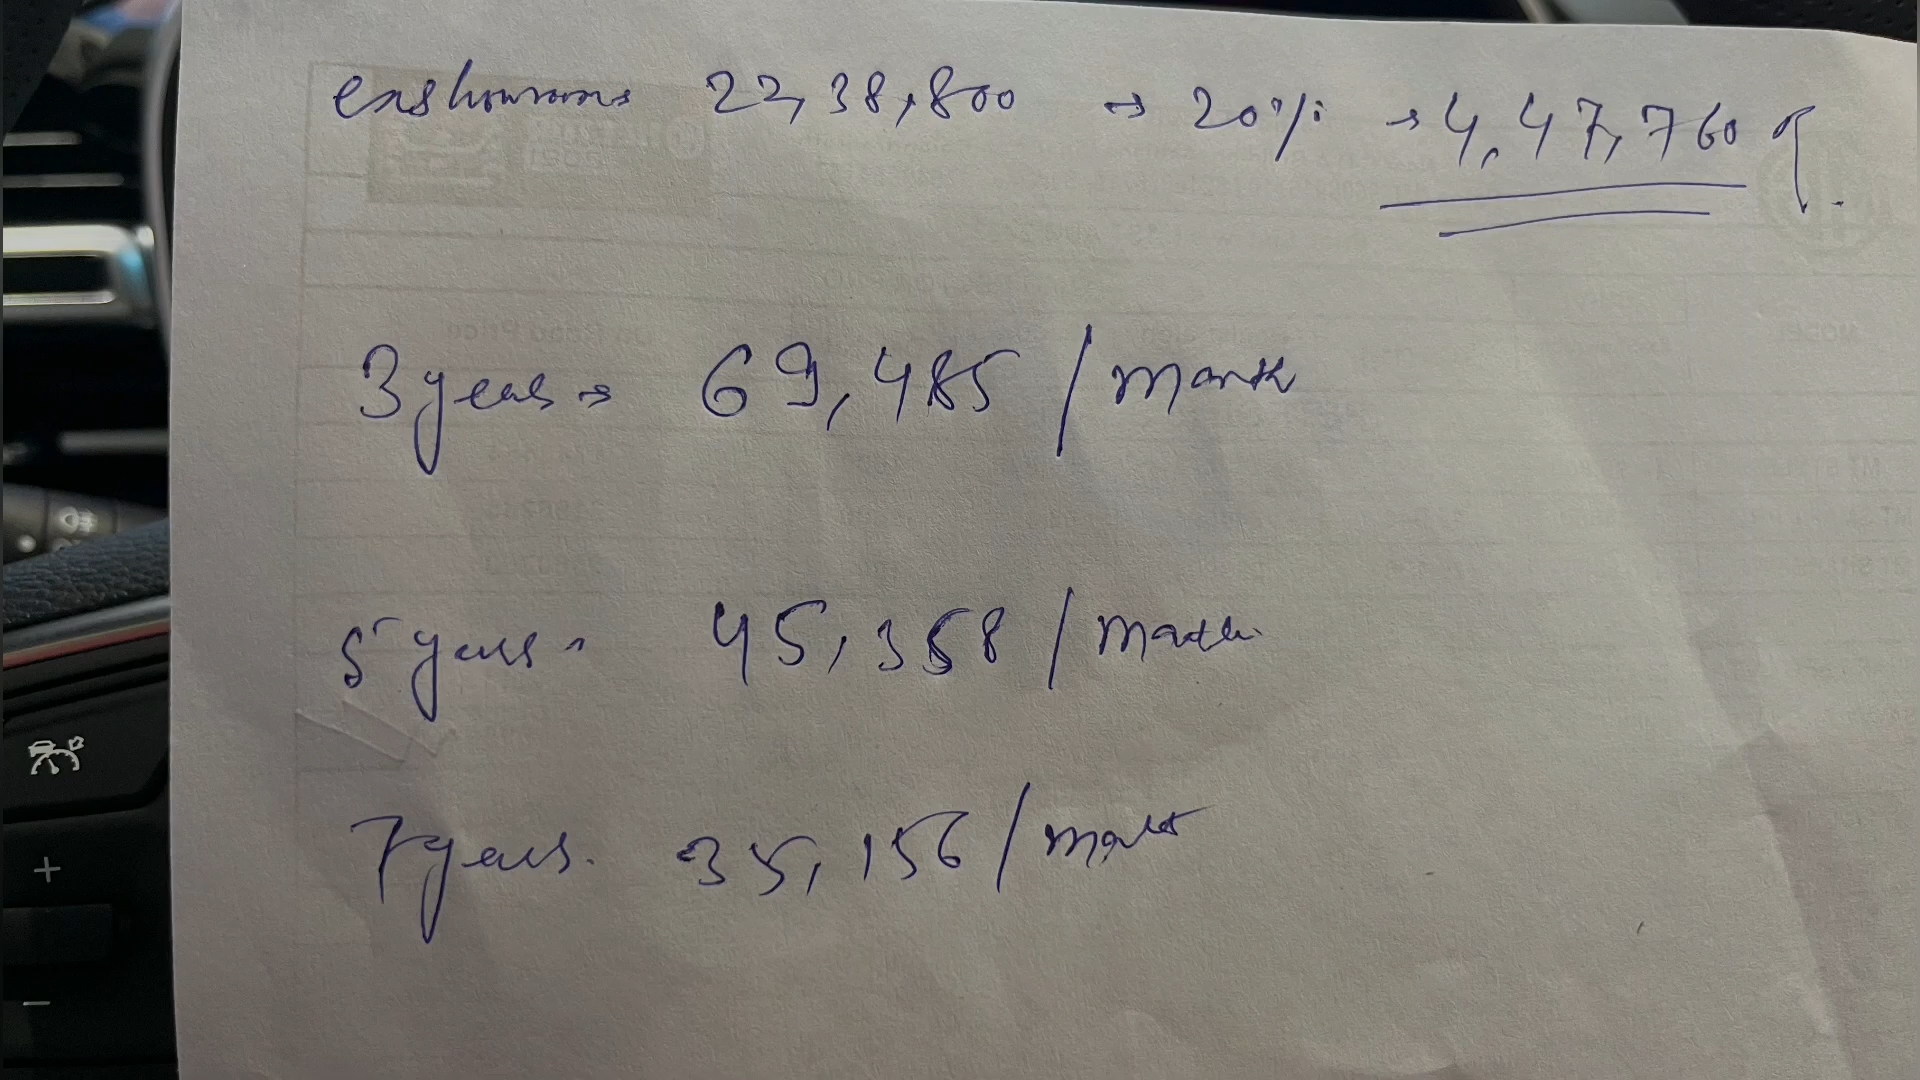 exshowroom 22,38,800 → 20% → 4,47,760
3 years → 69,485 / month
5 years 45,358 / month
7 years. 35,156 / month